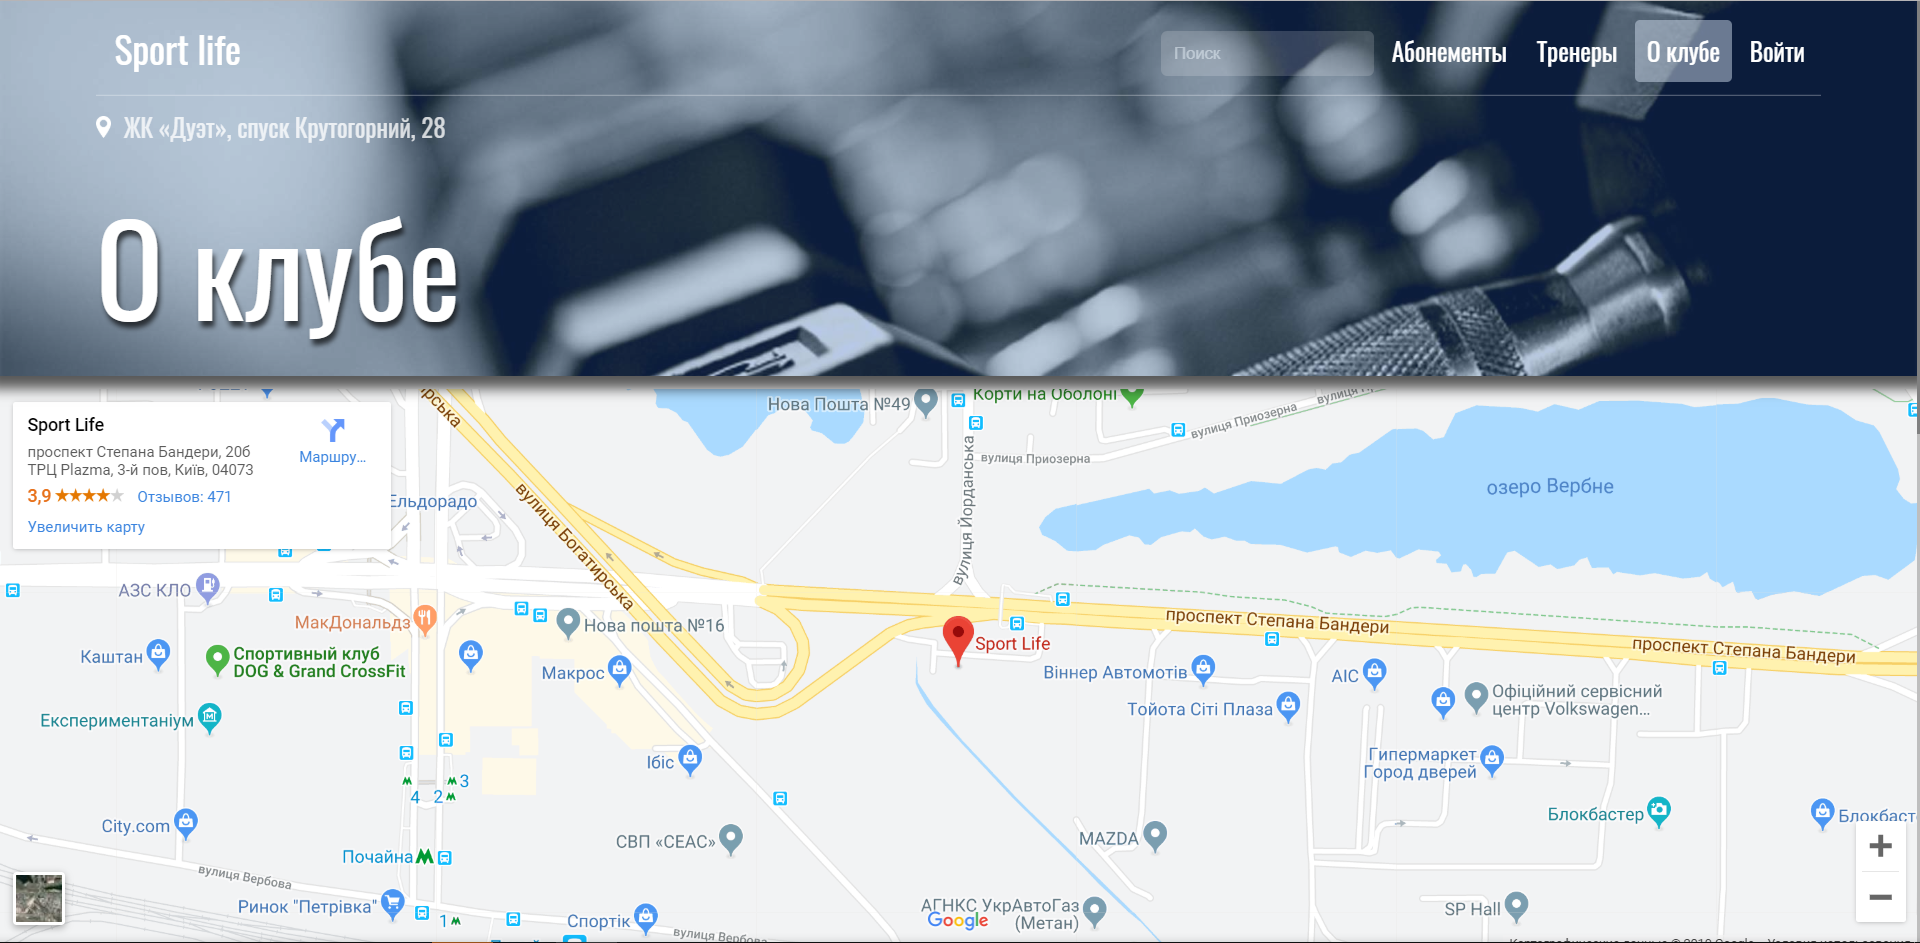 Sport life
Поиск
Абонементы
Тренеры
О клубе
Войти
ЖК «Дуэт», спуск Крутогорний, 28
О клубе
Sport Life
проспект Степана Бандери, 20б
ТРЦ Plazma, 3-й пов, Київ, 04073
3,9
Отзывов: 471
Увеличить карту
Маршру...
Нова Пошта №49
Корти на Оболоні
вулиця Приозерна
вулиця Приозерна
вулиця Йорданська
озеро Вербне
Ельдорадо
вулиця Богатирська
АЗС КЛО
МакДональдз
Нова пошта №16
Каштан
Спортивный клуб
DOG & Grand CrossFit
Макрос
Sport Life
проспект Степана Бандери
проспект Степана Бандери
Віннер Автомотів
АІС
Офіційний сервісний
центр Volkswagen...
Тойота Сіті Плаза
Експериментаніум
Ібіс
Гипермаркет
Город дверей
3
4
2
City.com
СВП «СЕАС»
MAZDA
Блокбастер
Почайна
вулиця Вербова
Ринок "Петрівка"
1
Спортік
вулиця Вербова
АГНКС УкрАвтоГаз
(Метан)
Google
SP Hall